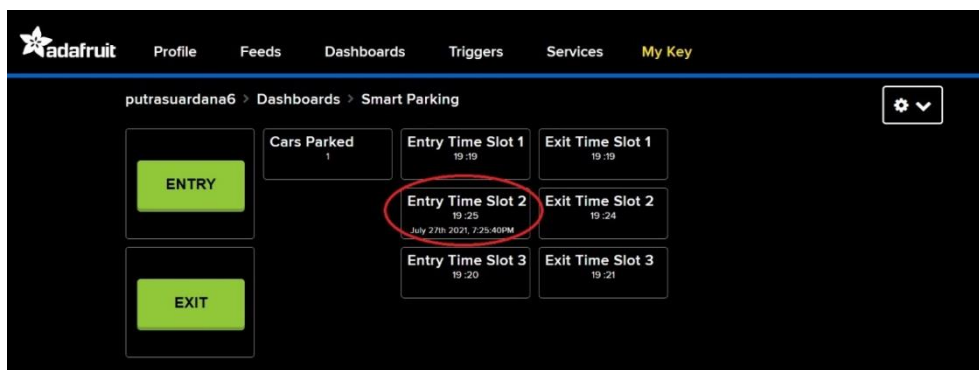 adafruit Profile Feeds Dashboards Triggers Services My Key
putrasuardana6 > Dashboards > Smart Parking
ENTRY
EXIT
Cars Parked
1
Entry Time Slot 1
19 :19
Exit Time Slot 1
19 :19
Entry Time Slot 2
19 :25
July 27th 2021, 7:25:40PM
Exit Time Slot 2
19 :24
Entry Time Slot 3
19 :20
Exit Time Slot 3
19 :21